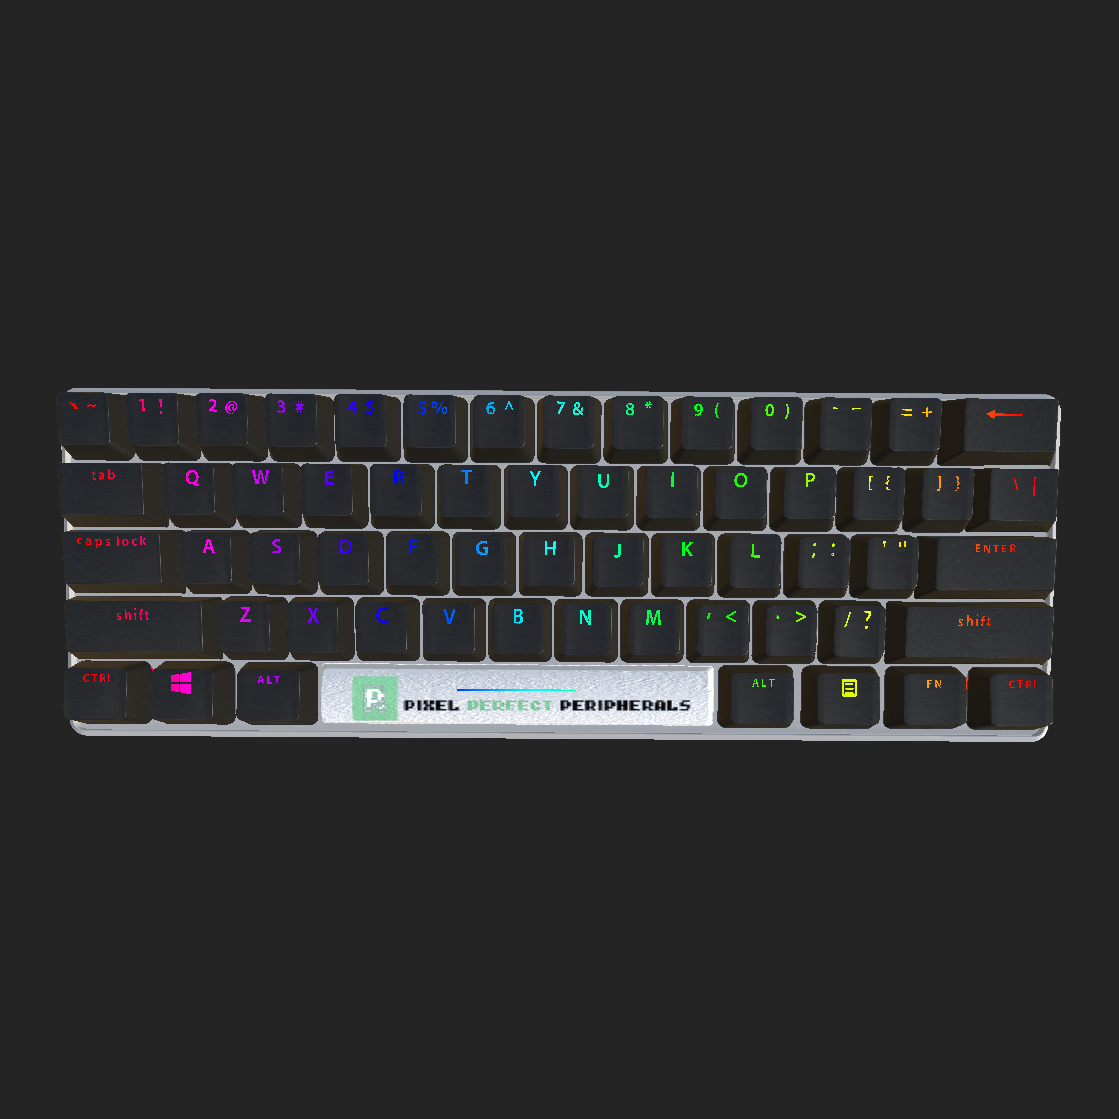 ` ~ 1 ! 2 @ 3 # 4 $ 5 % 6 ^ 7 & 8 * 9 ( 0 ) - _ = + ←
tab Q W E R T Y U I O P [ { ] } \ |
caps lock A S D F G H J K L ; : ' " ENTER
shift Z X C V B N M , < . > / ? shift
CTRl ALT PIXEL PERFECT PERIPHERALS ALT FN CTRl